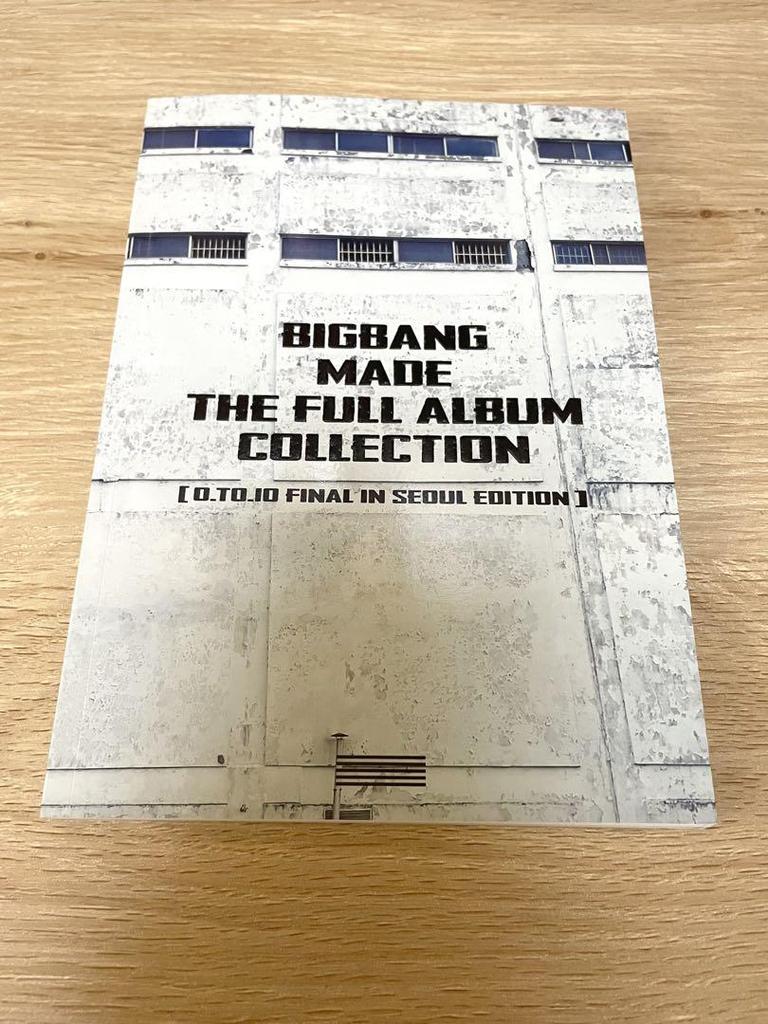 BIGBANG
MADE
THE FULL ALBUM
COLLECTION
[ 0.TO.10 FINAL IN SEOUL EDITION ]